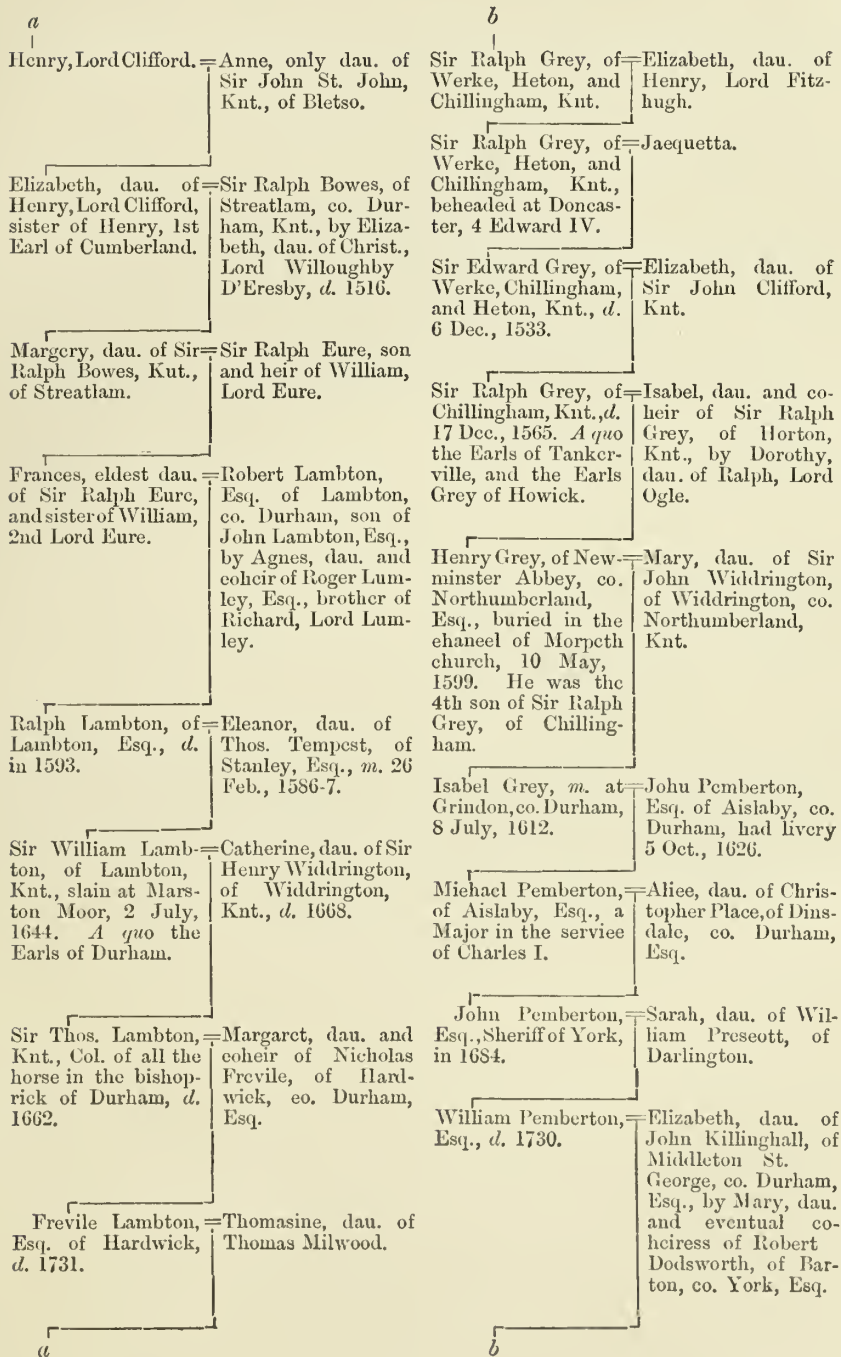 a
Henry, Lord Clifford. =
Anne, only dau. of
Sir John St. John,
Knt., of Bletso.
Elizabeth, dau. of =
Henry, Lord Clifford,
sister of Henry, 1st
Earl of Cumberland.
Sir Ralph Bowes, of
Streatlam, co. Dur-
ham, Knt., by Eliza-
beth, dau. of Christ.,
Lord Willoughby
D'Eresby, d. 1516.
Margery, dau. of Sir =
Ralph Bowes, Knt.,
of Streatlam.
Sir Ralph Eure, son
and heir of William,
Lord Eure.
Frances, eldest dau. =
of Sir Ralph Eure,
and sister of William,
2nd Lord Eure.
Robert Lambton,
Esq. of Lambton,
co. Durham, son of
John Lambton, Esq.,
by Agnes, dau. and
coheir of Roger Lum-
ley, Esq., brother of
Richard, Lord Lum-
ley.
Ralph Lambton, of =
Lambton, Esq., d.
in 1593.
Eleanor, dau. of
Thos. Tempest, of
Stanley, Esq., m. 26
Feb., 1586-7.
Sir William Lamb- =
ton, of Lambton,
Knt., slain at Mars-
ton Moor, 2 July,
1644. A quo the
Earls of Durham.
Catherine, dau. of Sir
Henry Widdrington,
of Widdrington,
Knt., d. 1668.
Sir Thos. Lambton, =
Knt., Col. of all the
horse in the bishop-
rick of Durham, d.
1662.
Margaret, dau. and
coheir of Nicholas
Frevile, of Hard-
wick, co. Durham,
Esq.
Frevile Lambton, =
Esq. of Hardwick,
d. 1731.
Thomasine, dau. of
Thomas Milwood.
a
b
Sir Ralph Grey, of =
Werke, Heton, and
Chillingham, Knt.
Elizabeth, dau. of
Henry, Lord Fitz-
hugh.
Sir Ralph Grey, of =
Werke, Heton, and
Chillingham, Knt.,
beheaded at Doncas-
ter, 4 Edward IV.
Jacquetta.
Sir Edward Grey, of =
Werke, Chillingham,
and Heton, Knt., d.
6 Dec., 1533.
Elizabeth, dau. of
Sir John Clifford,
Knt.
Sir Ralph Grey, of =
Chillingham, Knt., d.
17 Dec., 1565. A quo
the Earls of Tanker-
ville, and the Earls
Grey of Howick.
Isabel, dau. and co-
heir of Sir Ralph
Grey, of Horton,
Knt., by Dorothy,
dau. of Ralph, Lord
Ogle.
Henry Grey, of New- =
minster Abbey, co.
Northumberland,
Esq., buried in the
chancel of Morpeth
church, 10 May,
1599. He was the
4th son of Sir Ralph
Grey, of Chilling-
ham.
Mary, dau. of Sir
John Widdrington,
of Widdrington, co.
Northumberland,
Knt.
Isabel Grey, m. at =
Grindon, co. Durham,
8 July, 1612.
John Pemberton,
Esq. of Aislaby, co.
Durham, had livery
5 Oct., 1626.
Michael Pemberton, =
of Aislaby, Esq., a
Major in the service
of Charles I.
Alice, dau. of Chris-
topher Place, of Dins-
dale, co. Durham,
Esq.
John Pemberton, =
Esq., Sheriff of York,
in 1684.
Sarah, dau. of Wil-
liam Prescott, of
Darlington.
William Pemberton, =
Esq., d. 1730.
Elizabeth, dau. of
John Killinghall, of
Middleton St.
George, co. Durham,
Esq., by Mary, dau.
and eventual co-
heiress of Robert
Dodsworth, of Bar-
ton, co. York, Esq.
b